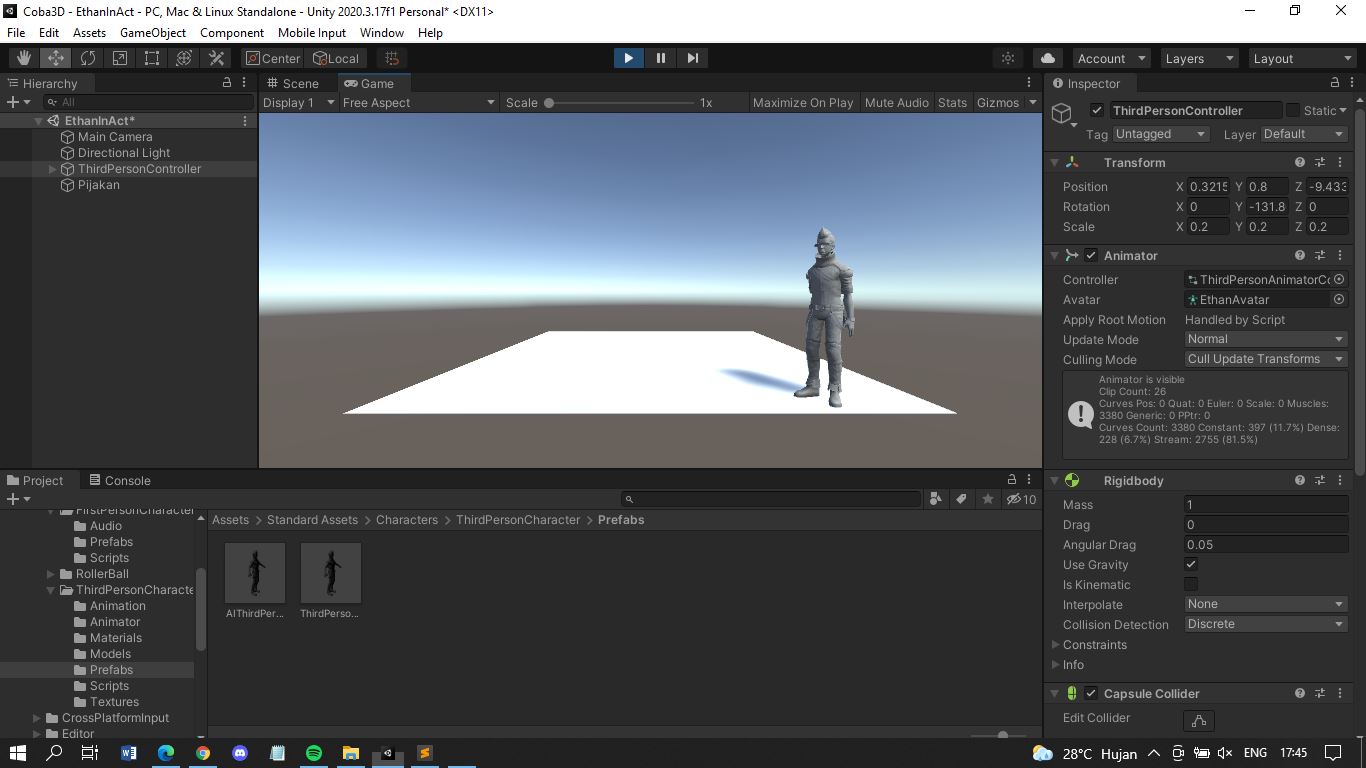 Coba3D - EthanInAct - PC, Mac & Linux Standalone - Unity 2020.3.17f1 Personal* <DX11>
File Edit Assets GameObject Component Mobile Input Window Help
Center Local Account Layers Layout
Hierarchy
All
EthanInAct*
Main Camera
Directional Light
ThirdPersonController
Pijakan
Scene Game
Display 1 Free Aspect Scale 1x Maximize On Play Mute Audio Stats Gizmos
Inspector
ThirdPersonController Static
Tag Untagged Layer Default
Transform
Position X 0.3215 Y 0.8 Z -9.433
Rotation X 0 Y -131.8 Z 0
Scale X 0.2 Y 0.2 Z 0.2
Animator
Controller ThirdPersonAnimatorCo
Avatar EthanAvatar
Apply Root Motion Handled by Script
Update Mode Normal
Culling Mode Cull Update Transforms
Animator is visible
Clip Count: 26
Curves Pos: 0 Quat: 0 Euler: 0 Scale: 0 Muscles:
3380 Generic: 0 PPtr: 0
Curves Count: 3380 Constant: 397 (11.7%) Dense:
228 (6.7%) Stream: 2755 (81.5%)
Rigidbody
Mass 1
Drag 0
Angular Drag 0.05
Use Gravity
Is Kinematic
Interpolate None
Collision Detection Discrete
Constraints
Info
Capsule Collider
Edit Collider
Project Console
10
FirstPersonCharacter
Audio
Prefabs
Scripts
RollerBall
ThirdPersonCharacte
Animation
Animator
Materials
Models
Prefabs
Scripts
Textures
CrossPlatformInput
Editor
Assets > Standard Assets > Characters > ThirdPersonCharacter > Prefabs
AIThirdPer... ThirdPerso...
28°C Hujan ENG 17:45